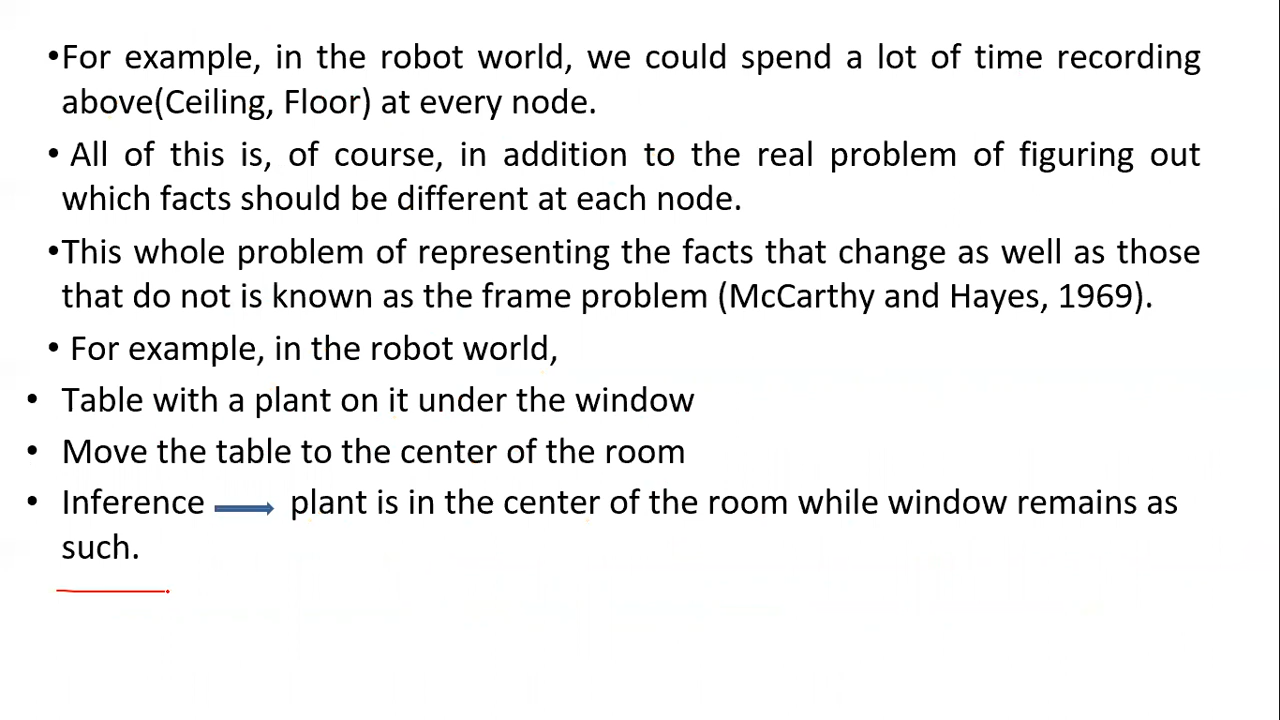 •For example, in the robot world, we could spend a lot of time recording
above(Ceiling, Floor) at every node.
• All of this is, of course, in addition to the real problem of figuring out
which facts should be different at each node.
•This whole problem of representing the facts that change as well as those
that do not is known as the frame problem (McCarthy and Hayes, 1969).
• For example, in the robot world,
• Table with a plant on it under the window
• Move the table to the center of the room
• Inference plant is in the center of the room while window remains as
such.